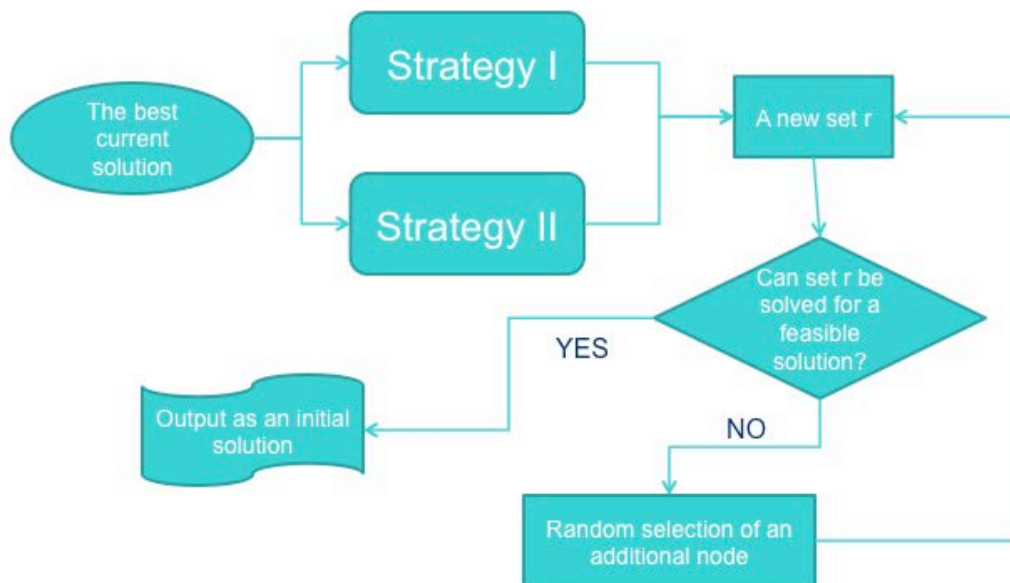 The best
current
solution
Strategy I
Strategy II
A new set r
Can set r be
solved for a
feasible
solution?
YES
Output as an initial
solution
NO
Random selection of an
additional node